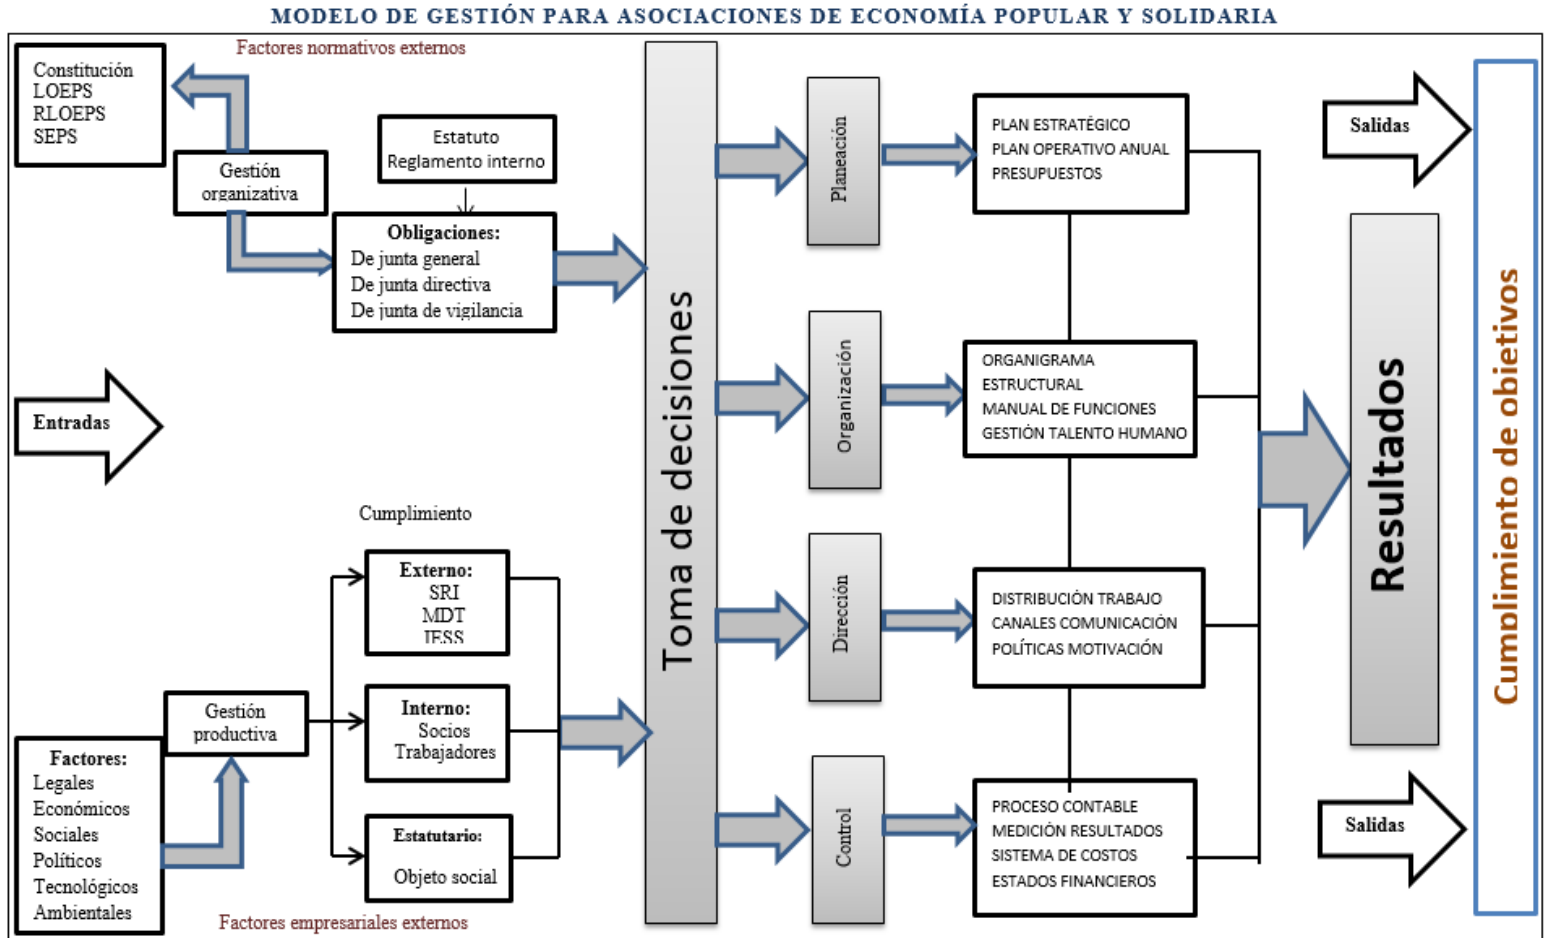 MODELO DE GESTIÓN PARA ASOCIACIONES DE ECONOMÍA POPULAR Y SOLIDARIA
Factores normativos externos
Constitución
LOEPS
RLOEPS
SEPS
Gestión
organizativa
Estatuto
Reglamento interno
Obligaciones:
De junta general
De junta directiva
De junta de vigilancia
Entradas
Cumplimiento
Externo:
SRI
MDT
IESS
Interno:
Socios
Trabajadores
Estatutario:
Objeto social
Gestión
productiva
Factores:
Legales
Económicos
Sociales
Políticos
Tecnológicos
Ambientales
Factores empresariales externos
Toma de decisiones
Planeación
PLAN ESTRATÉGICO
PLAN OPERATIVO ANUAL
PRESUPUESTOS
Organización
ORGANIGRAMA
ESTRUCTURAL
MANUAL DE FUNCIONES
GESTIÓN TALENTO HUMANO
Dirección
DISTRIBUCIÓN TRABAJO
CANALES COMUNICACIÓN
POLÍTICAS MOTIVACIÓN
Control
PROCESO CONTABLE
MEDICIÓN RESULTADOS
SISTEMA DE COSTOS
ESTADOS FINANCIEROS
Salidas
Resultados
Salidas
Cumplimiento de objetivos